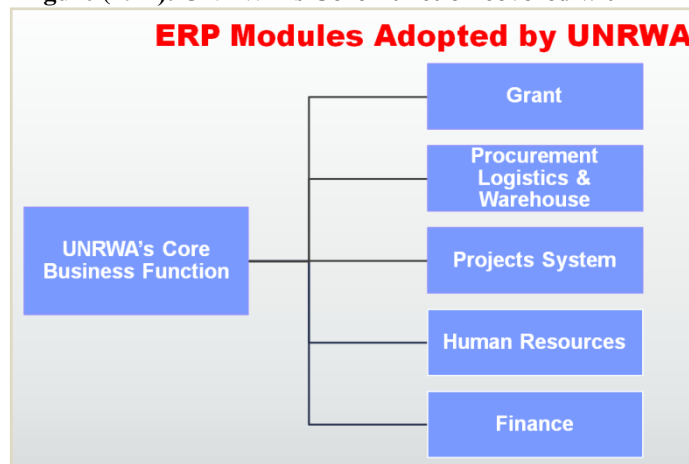 ERP Modules Adopted by UNRWA
Grant
Procurement
Logistics &
Warehouse
UNRWA's Core
Business Function
Projects System
Human Resources
Finance